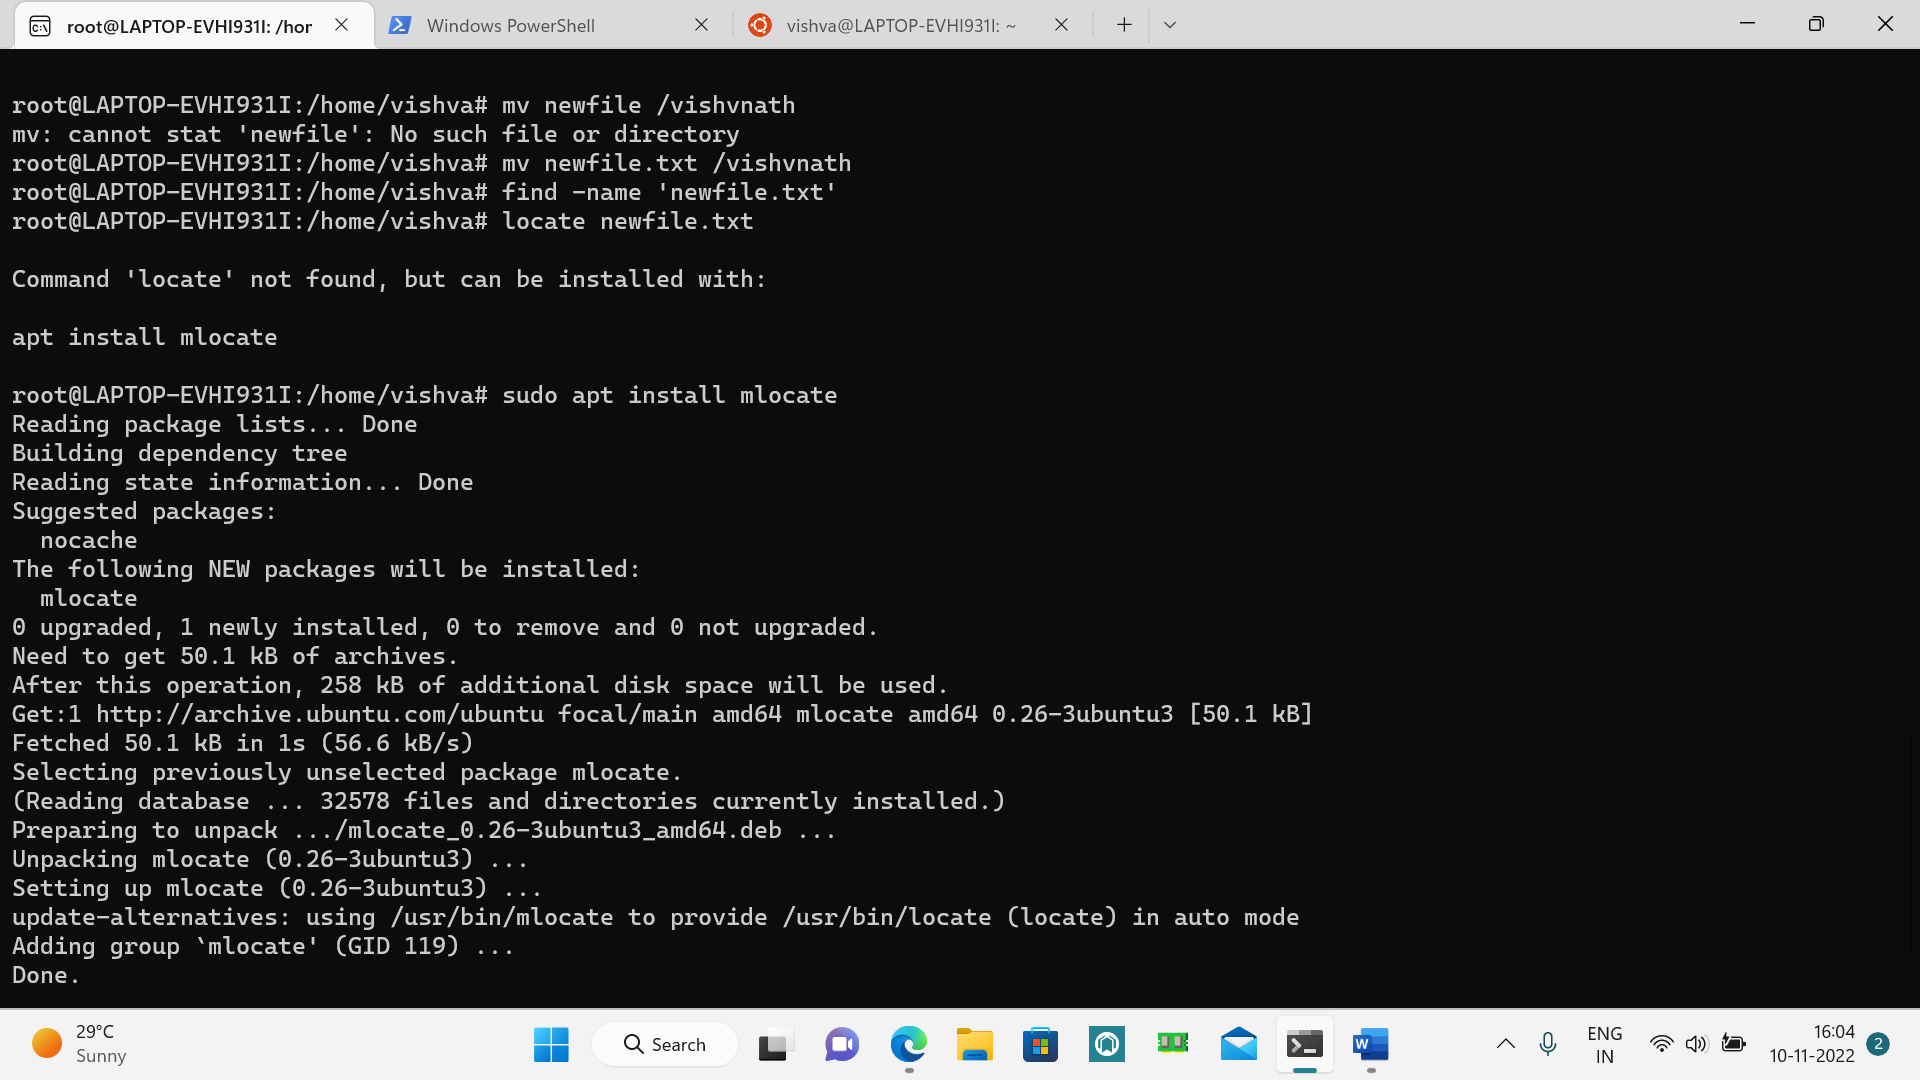 root@LAPTOP-EVHI931I: /hor
Windows PowerShell
vishva@LAPTOP-EVHI931I: ~
root@LAPTOP-EVHI931I:/home/vishva# mv newfile /vishvnath
mv: cannot stat 'newfile': No such file or directory
root@LAPTOP-EVHI931I:/home/vishva# mv newfile.txt /vishvnath
root@LAPTOP-EVHI931I:/home/vishva# find -name 'newfile.txt'
root@LAPTOP-EVHI931I:/home/vishva# locate newfile.txt
Command 'locate' not found, but can be installed with:
apt install mlocate
root@LAPTOP-EVHI931I:/home/vishva# sudo apt install mlocate
Reading package lists... Done
Building dependency tree
Reading state information... Done
Suggested packages:
  nocache
The following NEW packages will be installed:
  mlocate
0 upgraded, 1 newly installed, 0 to remove and 0 not upgraded.
Need to get 50.1 kB of archives.
After this operation, 258 kB of additional disk space will be used.
Get:1 http://archive.ubuntu.com/ubuntu focal/main amd64 mlocate amd64 0.26-3ubuntu3 [50.1 kB]
Fetched 50.1 kB in 1s (56.6 kB/s)
Selecting previously unselected package mlocate.
(Reading database ... 32578 files and directories currently installed.)
Preparing to unpack .../mlocate_0.26-3ubuntu3_amd64.deb ...
Unpacking mlocate (0.26-3ubuntu3) ...
Setting up mlocate (0.26-3ubuntu3) ...
update-alternatives: using /usr/bin/mlocate to provide /usr/bin/locate (locate) in auto mode
Adding group `mlocate' (GID 119) ...
Done.
29°C
Sunny
Search
W
ENG
IN
16:04
10-11-2022
2